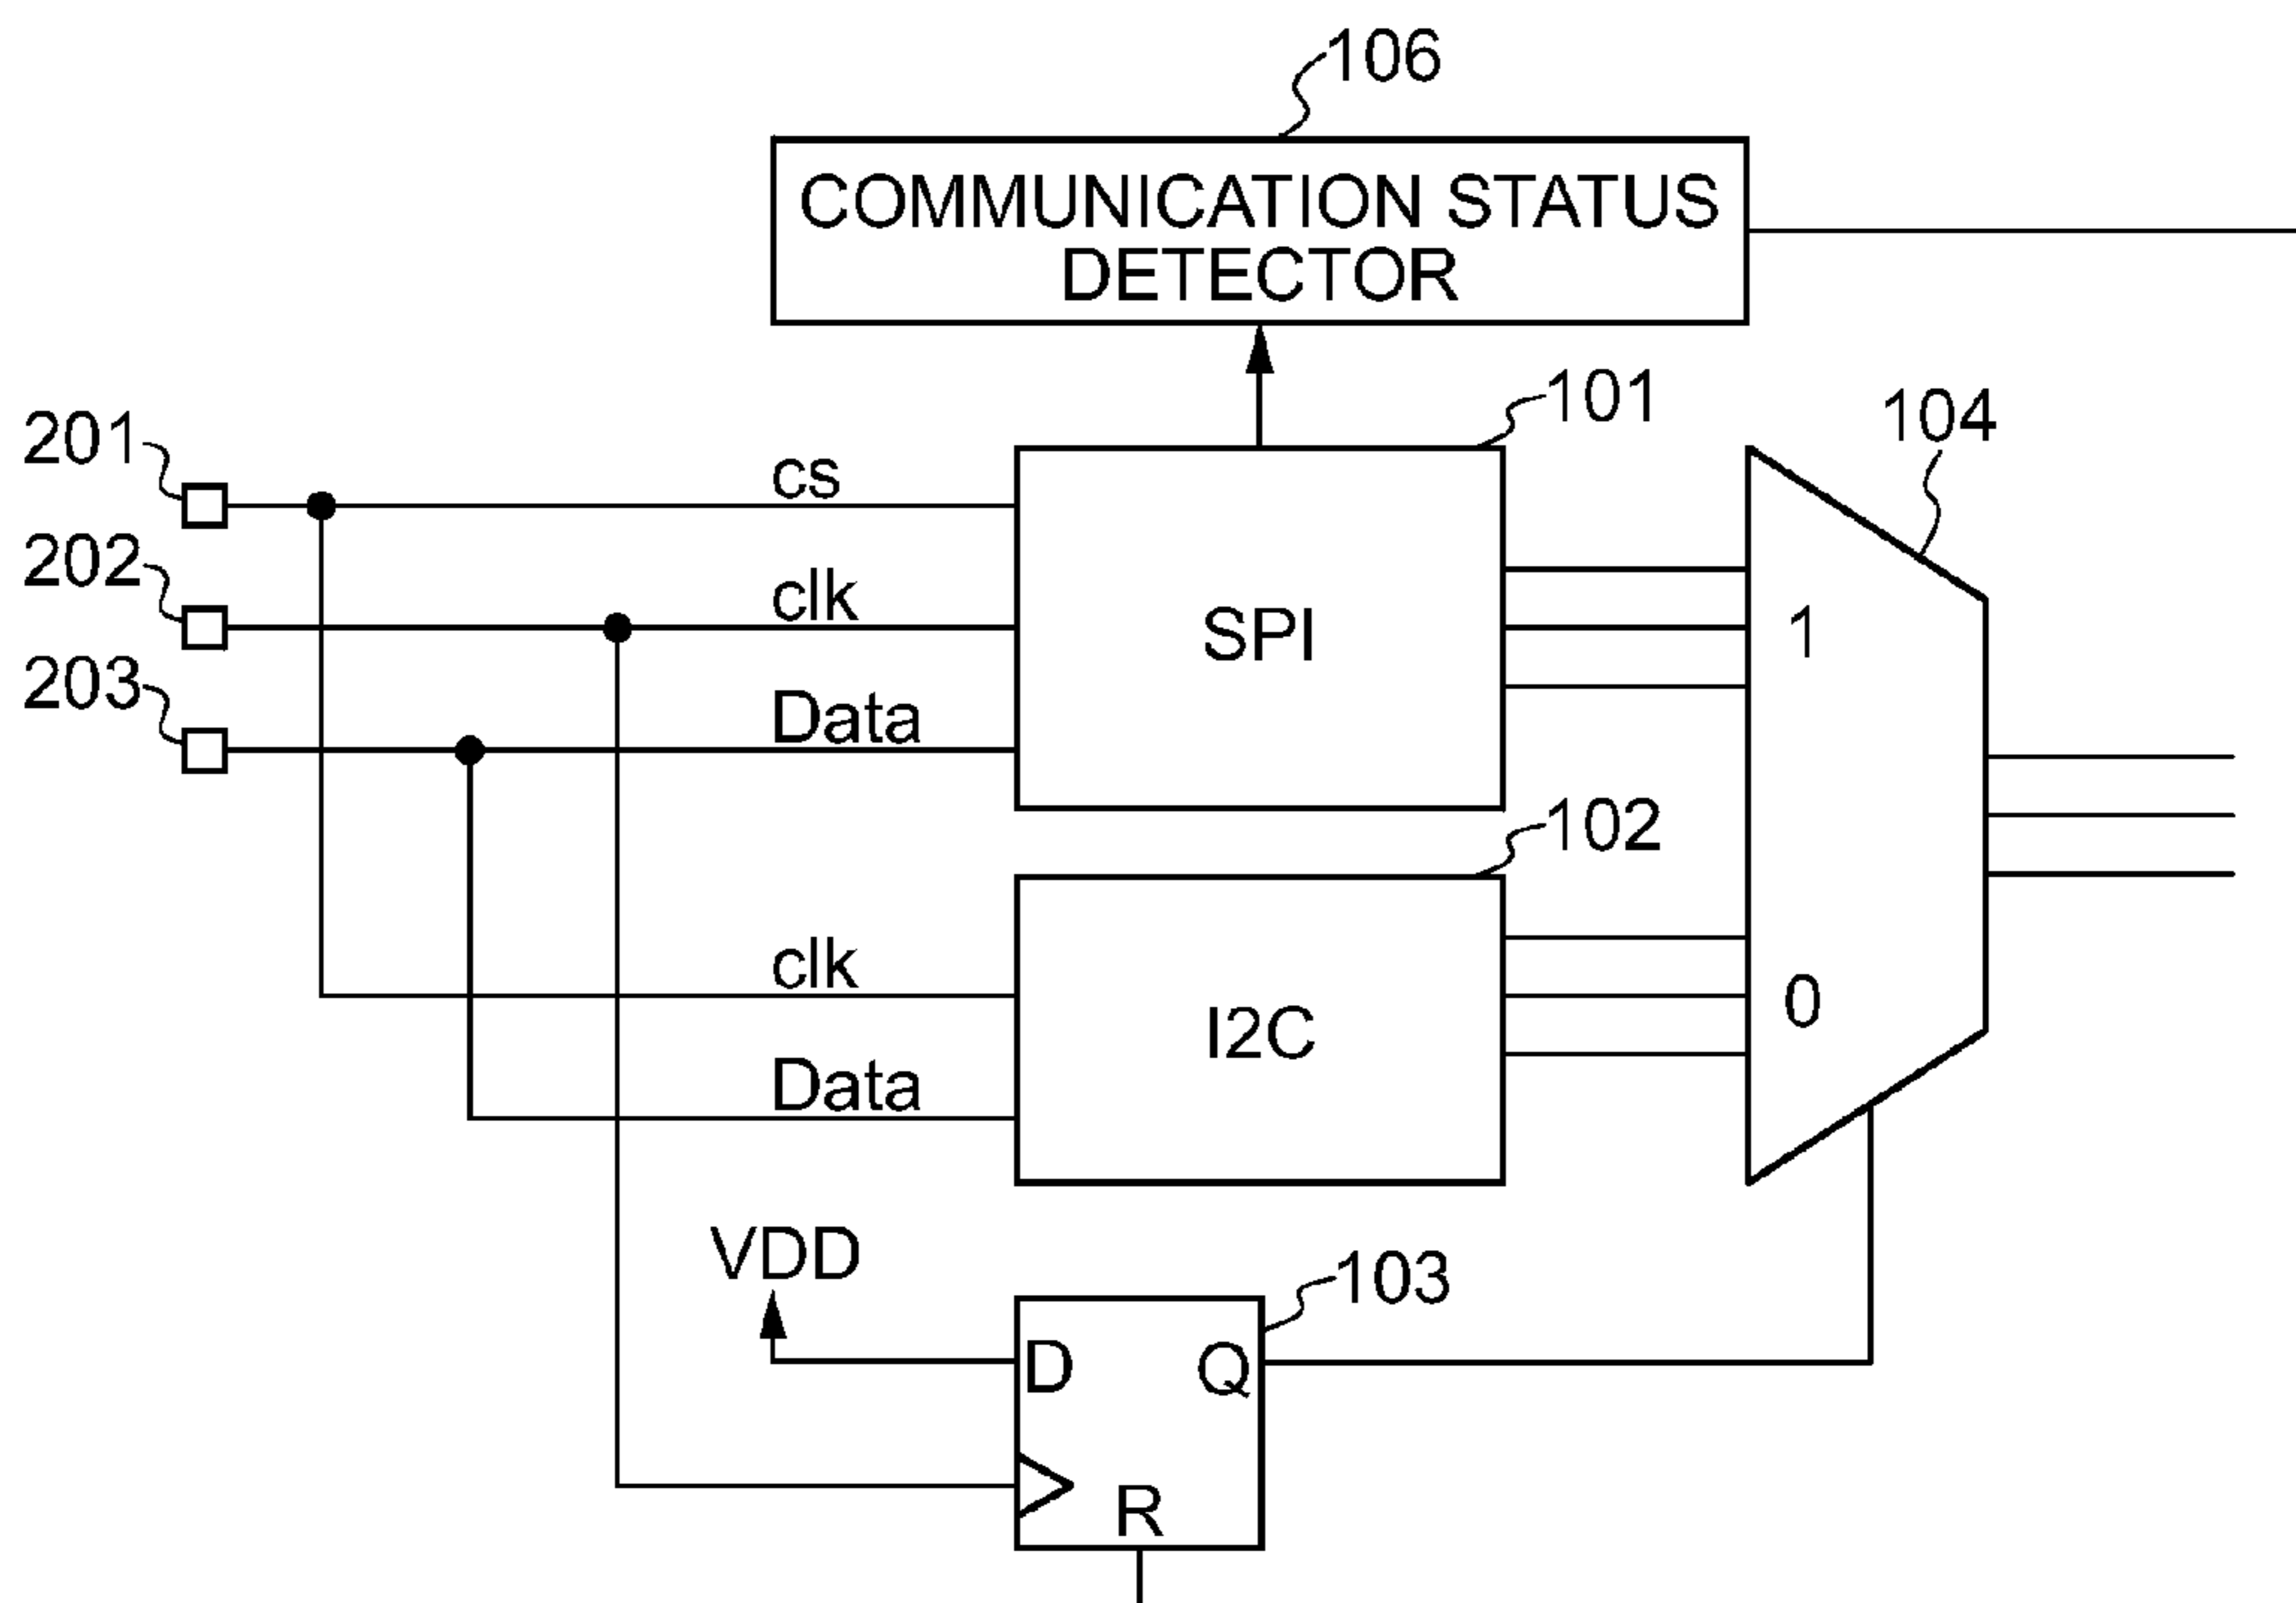 106
COMMUNICATION STATUS
DETECTOR
101
104
201
cs
202
clk
SPI
1
203
Data
102
clk
0
I2C
Data
VDD
103
D
Q
R